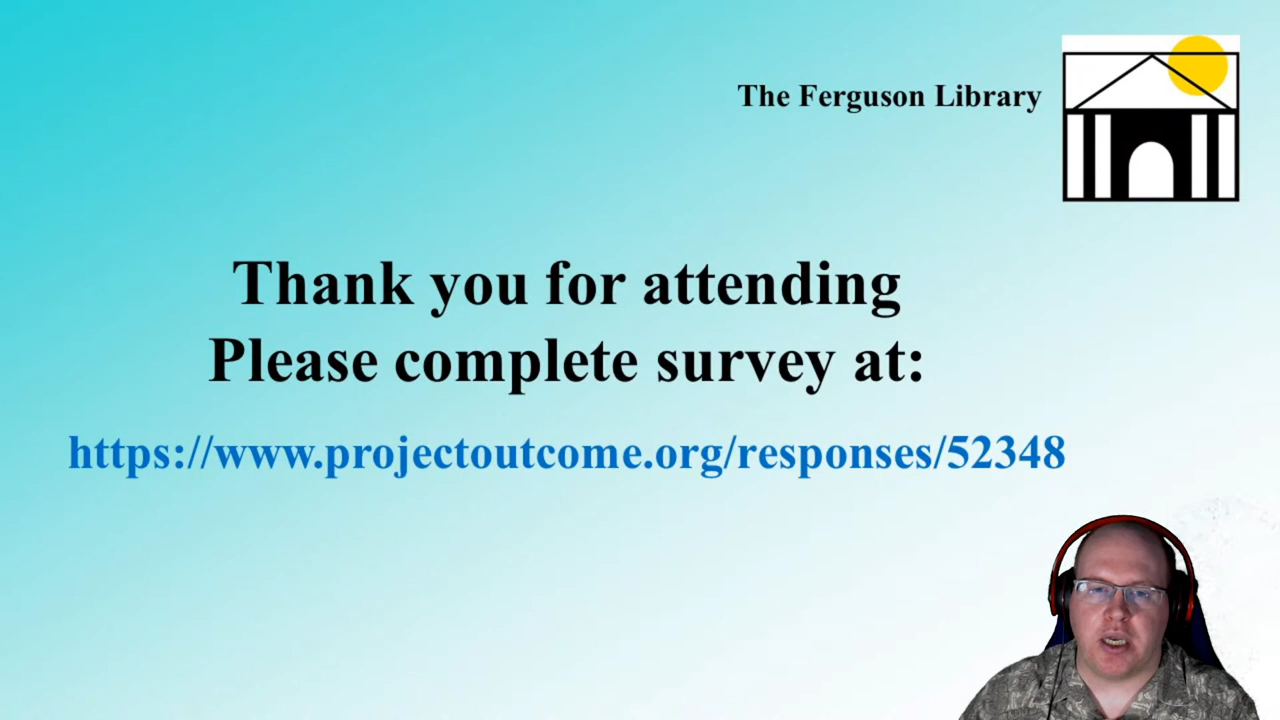 The Ferguson Library
Thank you for attending
Please complete survey at:
https://www.projectoutcome.org/responses/52348